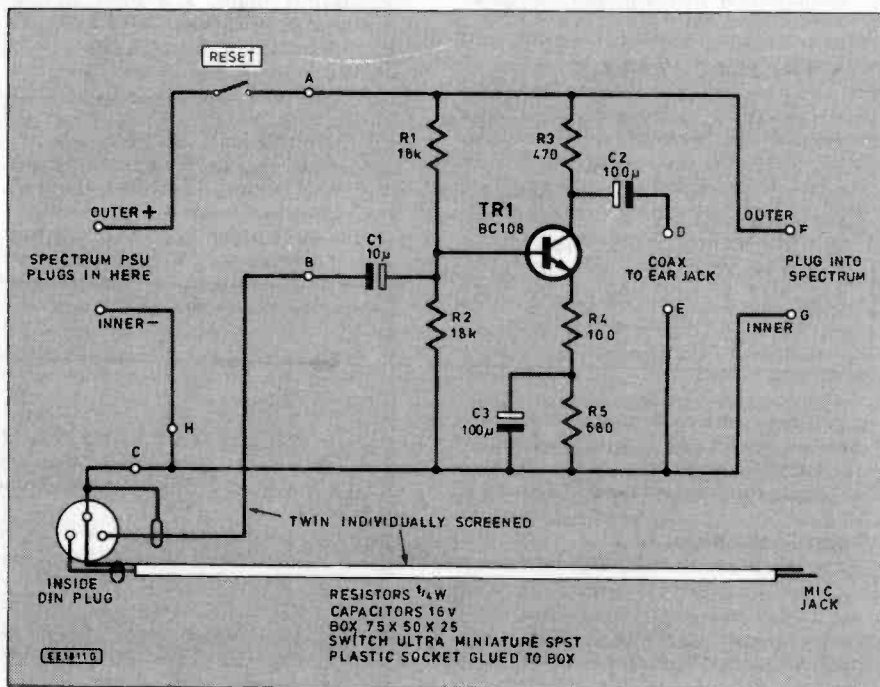 RESET
A
R1
18k
R3
470
C2
100μ
TR1
BC108
OUTER +
SPECTRUM PSU
PLUGS IN HERE
INNER-
C1
10μ
B
D
COAX
TO EAR JACK
E
OUTER
F
PLUG INTO
SPECTRUM
INNER
G
R2
18k
R4
100
C3
100μ
R5
680
H
C
TWIN INDIVIDUALLY SCREENED
INSIDE
DIN PLUG
MIC
JACK
RESISTORS 1/4W
CAPACITORS 16V
BOX 75 X 50 X 25
SWITCH ULTRA MINIATURE SPST
PLASTIC SOCKET GLUED TO BOX
EE1811G